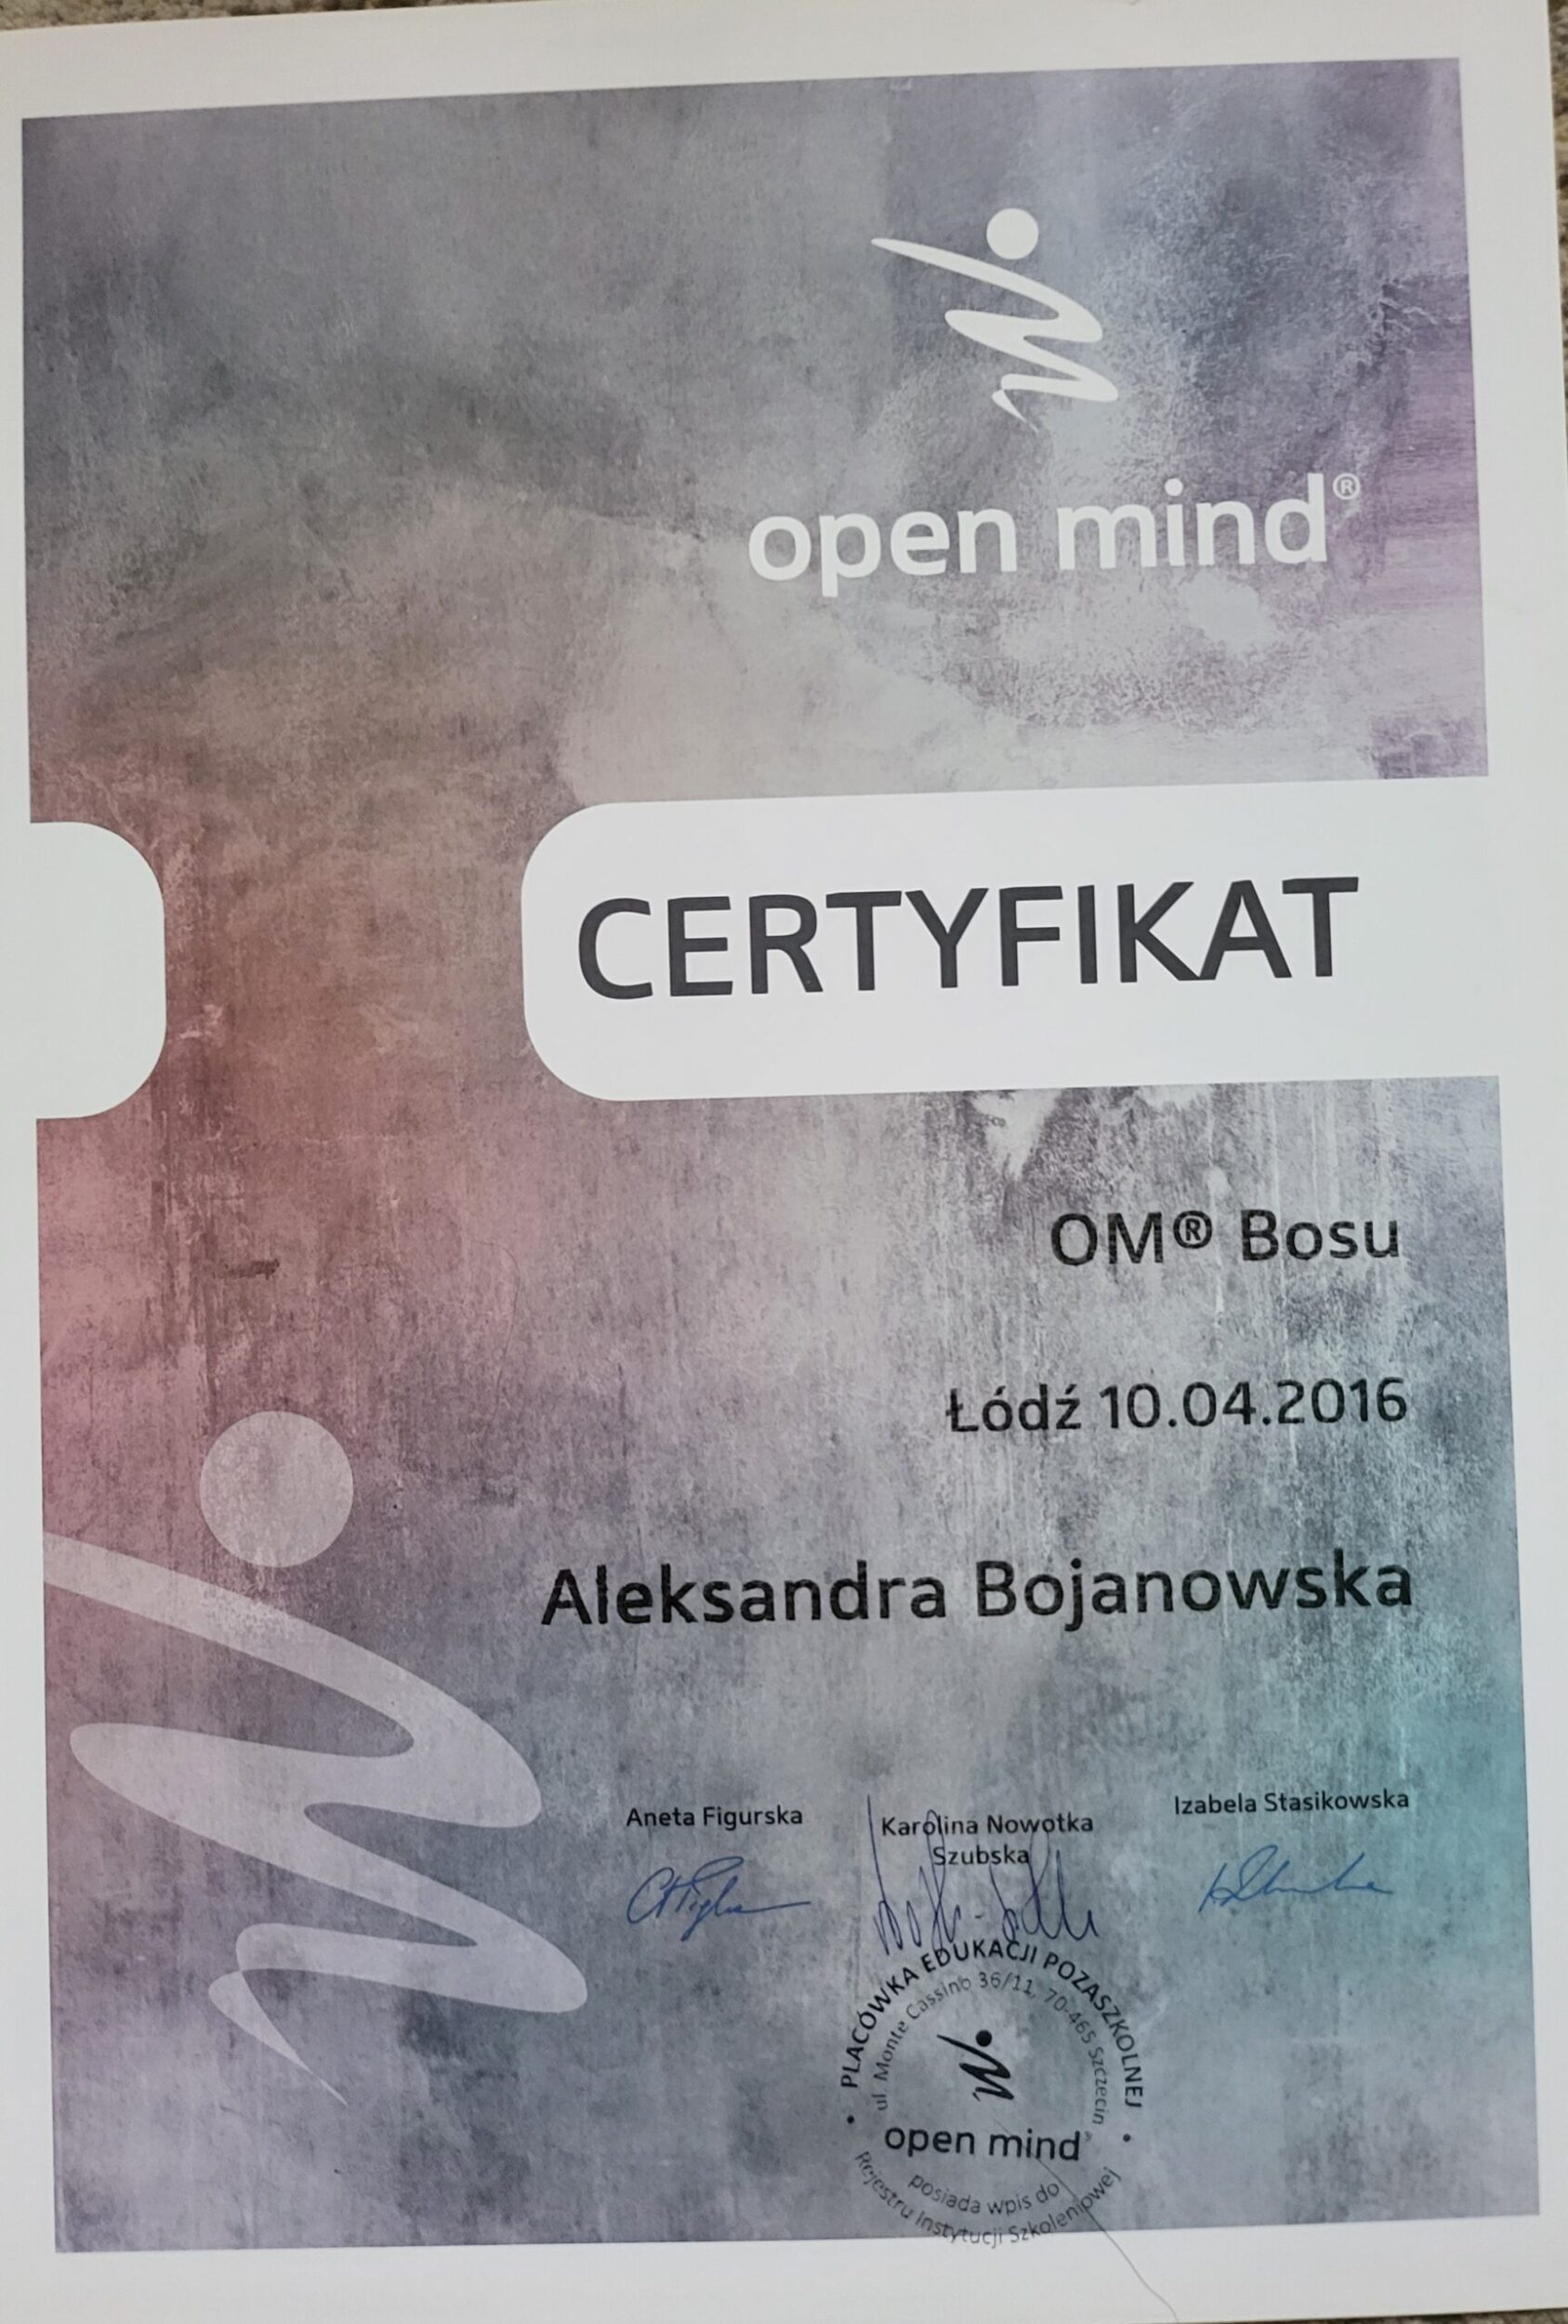 open mind®
CERTYFIKAT
OM® Bosu
Łódź 10.04.2016
Aleksandra Bojanowska
Aneta Figurska
Karolina Nowotka
Szubska
Izabela Stasikowska
• PLACÓWKA EDUKACJI POZASZKOLNEJ •
ul. Monte Cassino 36/11, 70-465 Szczecin
open mind
posiada wpis do
Rejestru Instytucji Szkoleniowej